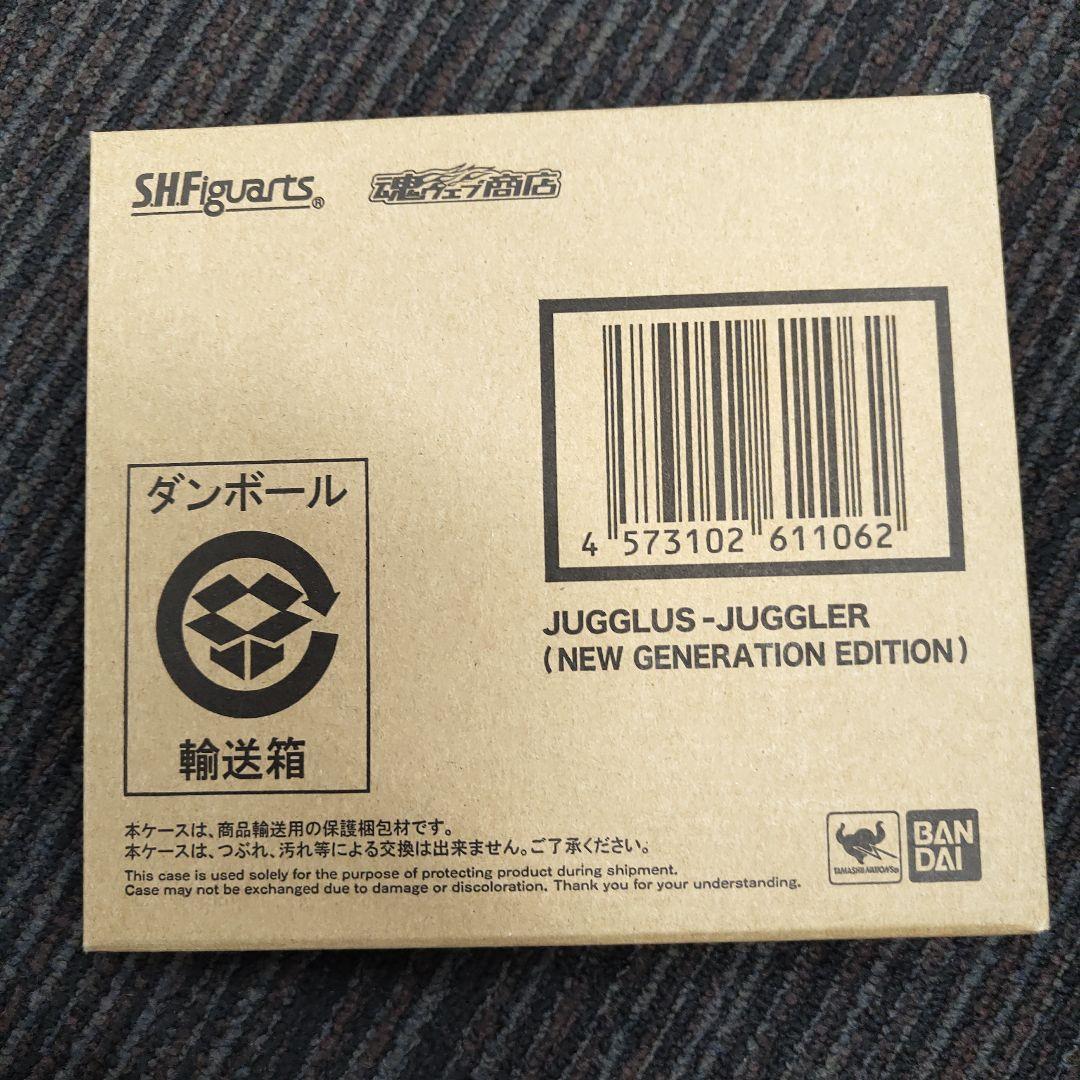 S.H.Figuarts®
魂ウェブ商店
4 573102 611062
JUGGLUS-JUGGLER
(NEW GENERATION EDITION)
ダンボール
輸送箱
本ケースは、商品輸送用の保護梱包材です。
本ケースは、つぶれ、汚れ等による交換は出来ません。ご了承ください。
This case is used solely for the purpose of protecting product during shipment.
Case may not be exchanged due to damage or discoloration. Thank you for your understanding.
TAMASHII NATIONS®
BAN
DAI